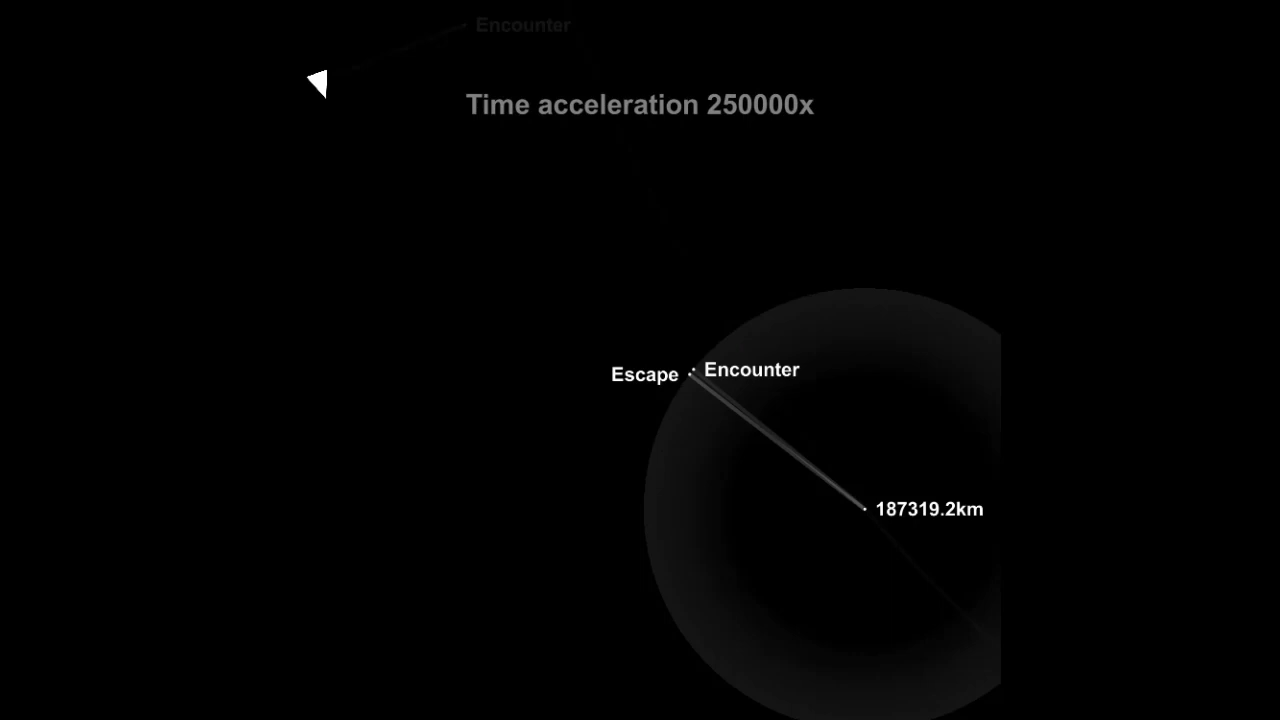 Encounter
Time acceleration 250000x
Encounter
Escape
187319.2km